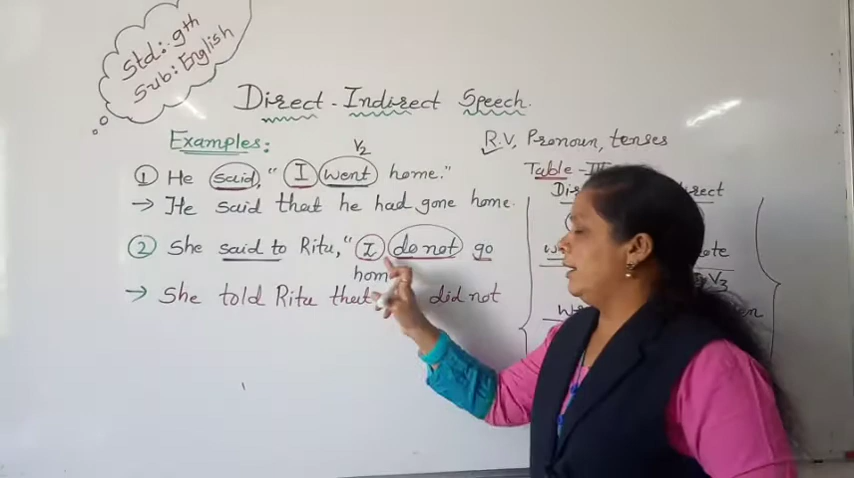 Std: 9th
Sub: English
Direct - Indirect Speech.
Examples:
R.V, Pronoun, tenses
V2
① He said, "I went home."
Table - III
→ He said that he had gone home.
② She said to Ritu, "I do not go
home
→ She told Ritu that did not
V3